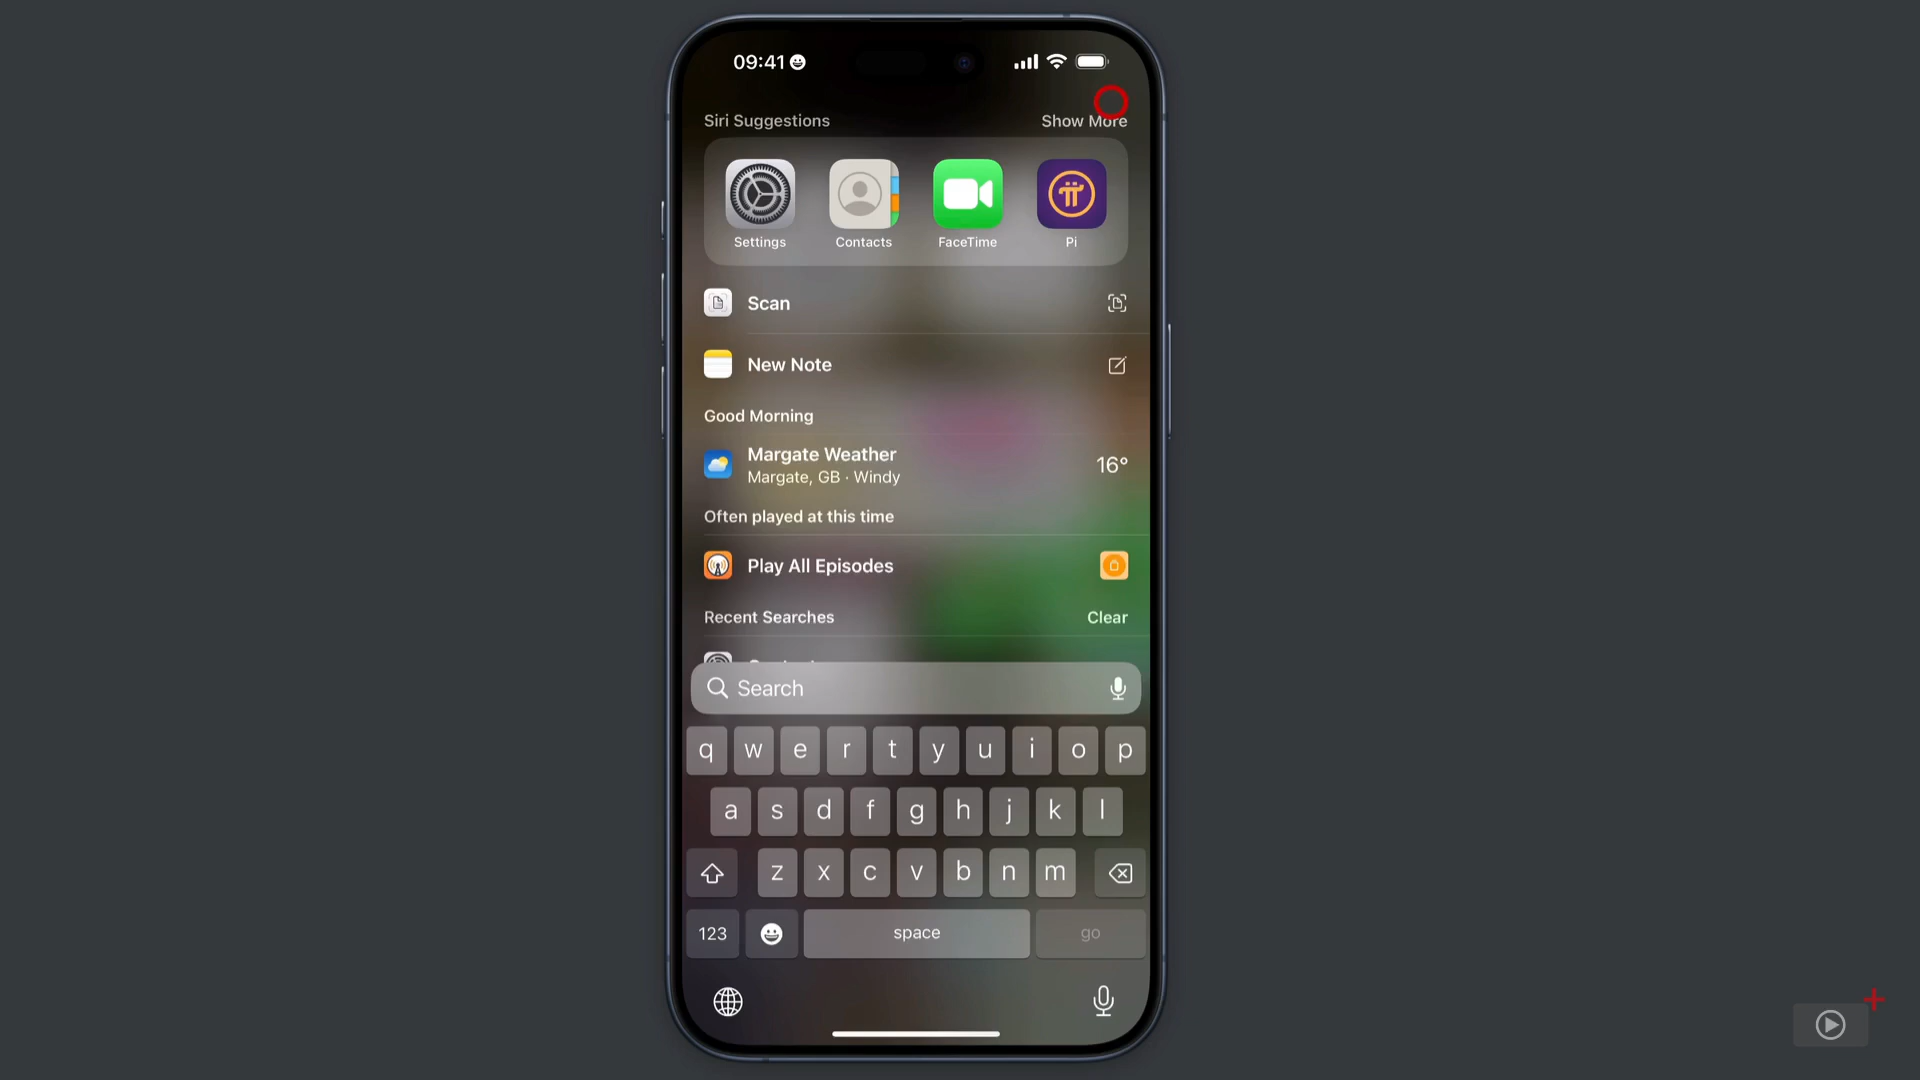 09:41
Siri Suggestions
Show More
Settings
Contacts
FaceTime
Pi
Scan
New Note
Good Morning
Margate Weather
16°
Margate, GB · Windy
Often played at this time
Play All Episodes
Recent Searches
Clear
Search
q w e r t y u i o p
a s d f g h j k l
z x c v b n m
123
space
go